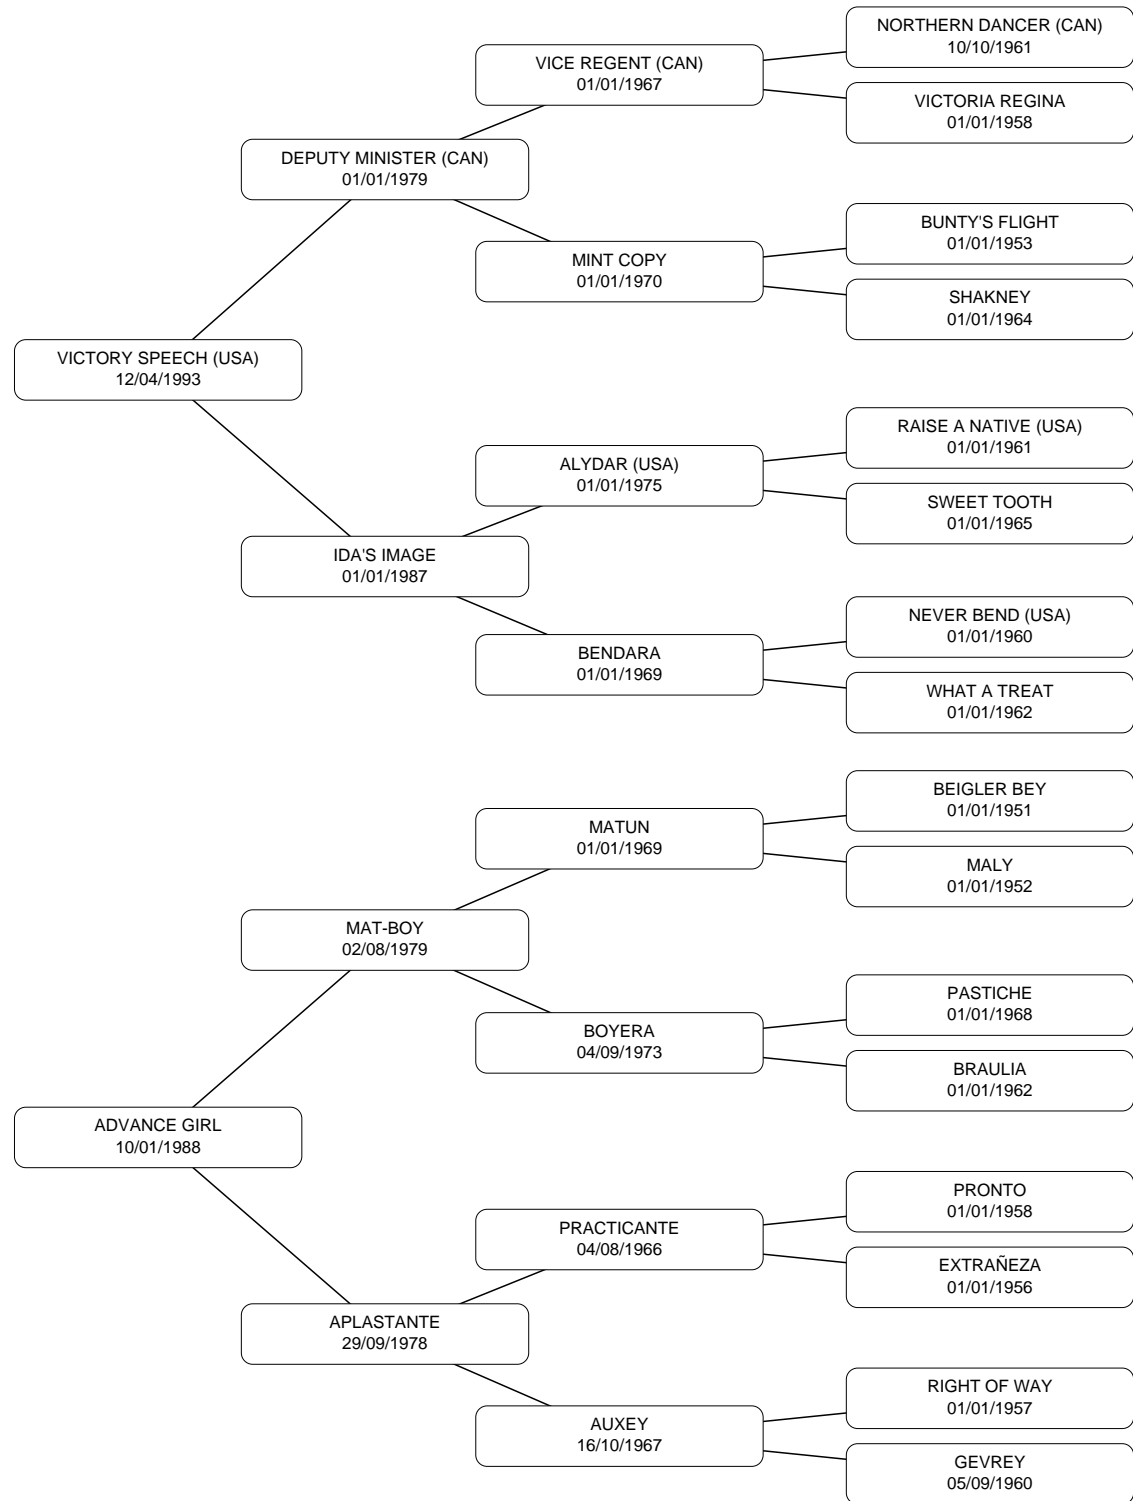 NORTHERN DANCER (CAN)
10/10/1961
VICE REGENT (CAN)
01/01/1967
VICTORIA REGINA
01/01/1958
DEPUTY MINISTER (CAN)
01/01/1979
BUNTY'S FLIGHT
01/01/1953
MINT COPY
01/01/1970
SHAKNEY
01/01/1964
VICTORY SPEECH (USA)
12/04/1993
RAISE A NATIVE (USA)
01/01/1961
ALYDAR (USA)
01/01/1975
SWEET TOOTH
01/01/1965
IDA'S IMAGE
01/01/1987
NEVER BEND (USA)
01/01/1960
BENDARA
01/01/1969
WHAT A TREAT
01/01/1962
BEIGLER BEY
01/01/1951
MATUN
01/01/1969
MALY
01/01/1952
MAT-BOY
02/08/1979
PASTICHE
01/01/1968
BOYERA
04/09/1973
BRAULIA
01/01/1962
ADVANCE GIRL
10/01/1988
PRONTO
01/01/1958
PRACTICANTE
04/08/1966
EXTRAÑEZA
01/01/1956
APLASTANTE
29/09/1978
RIGHT OF WAY
01/01/1957
AUXEY
16/10/1967
GEVREY
05/09/1960